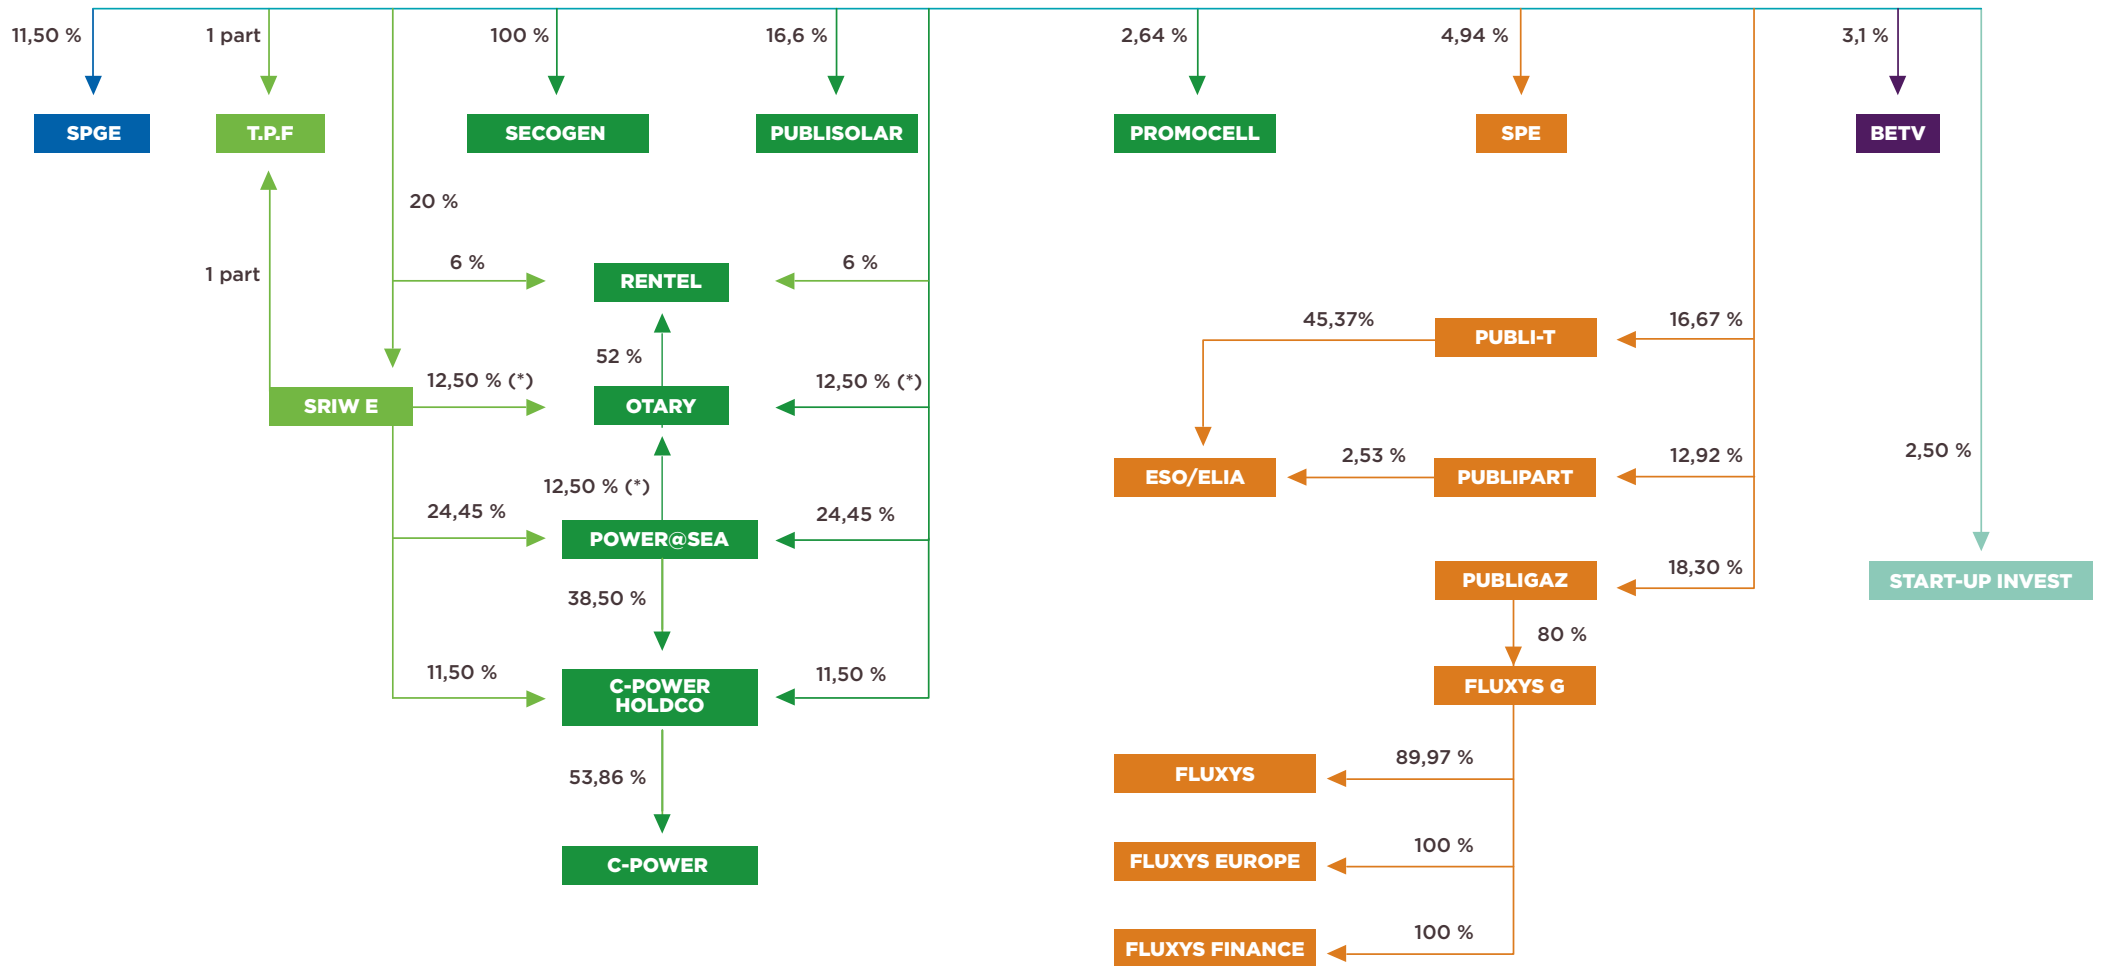 11,50 %
1 part
100 %
16,6 %
2,64 %
4,94 %
3,1 %
SPGE
T.P.F
SECOGEN
PUBLISOLAR
PROMOCELL
SPE
BETV
20 %
1 part
6 %
RENTEL
6 %
45,37%
PUBLI-T
16,67 %
52 %
12,50 % (*)
12,50 % (*)
SRIW E
OTARY
2,50 %
2,53 %
12,92 %
ESO/ELIA
PUBLIPART
12,50 % (*)
24,45 %
24,45 %
POWER@SEA
18,30 %
PUBLIGAZ
START-UP INVEST
38,50 %
80 %
11,50 %
11,50 %
C-POWER
HOLDCO
FLUXYS G
89,97 %
53,86 %
FLUXYS
100 %
C-POWER
FLUXYS EUROPE
100 %
FLUXYS FINANCE